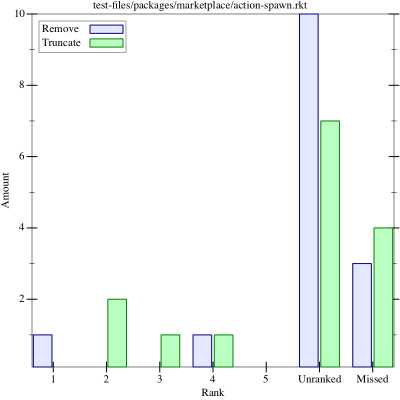 test-files/packages/marketplace/action-spawn.rkt
Remove
Truncate
10
8
6
4
2
Amount
1 2 3 4 5 Unranked Missed
Rank